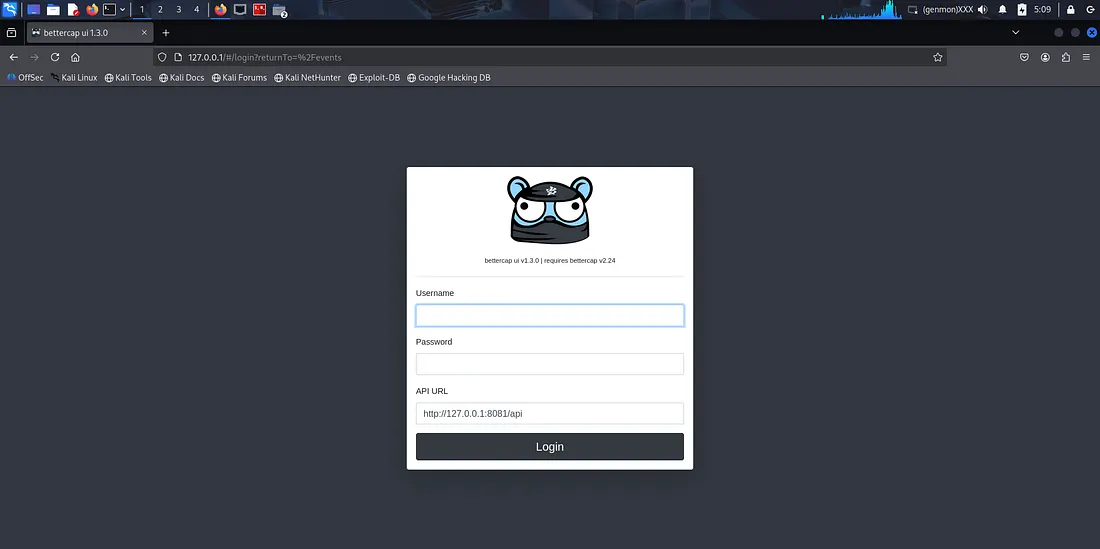 1 2 3 4
2
(genmon)XXX
5:09
bettercap ui 1.3.0
127.0.0.1/#/login?returnTo=%2Fevents
OffSec Kali Linux Kali Tools Kali Docs Kali Forums Kali NetHunter Exploit-DB Google Hacking DB
bettercap ui v1.3.0 | requires bettercap v2.24
Username
Password
API URL
http://127.0.0.1:8081/api
Login